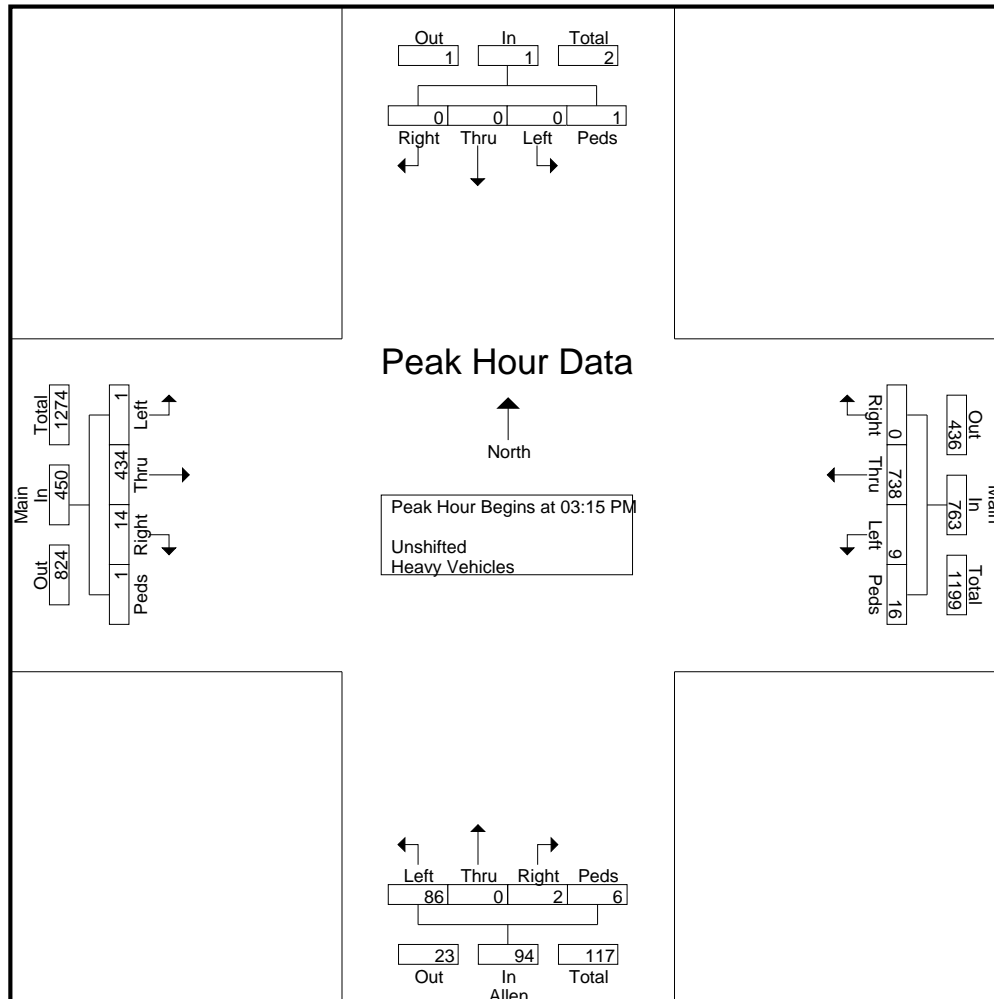 Out In Total
1 1 2
0 0 0 1
Right Thru Left Peds
Peak Hour Data
North
Peak Hour Begins at 03:15 PM
Unshifted
Heavy Vehicles
Main
Out In Total
824 450 1274
1 14 434 1
Peds Right Thru Left
Main
Out In Total
436 763 1199
0 738 9 16
Right Thru Left Peds
Left Thru Right Peds
86 0 2 6
23 94 117
Out In Total
Allen